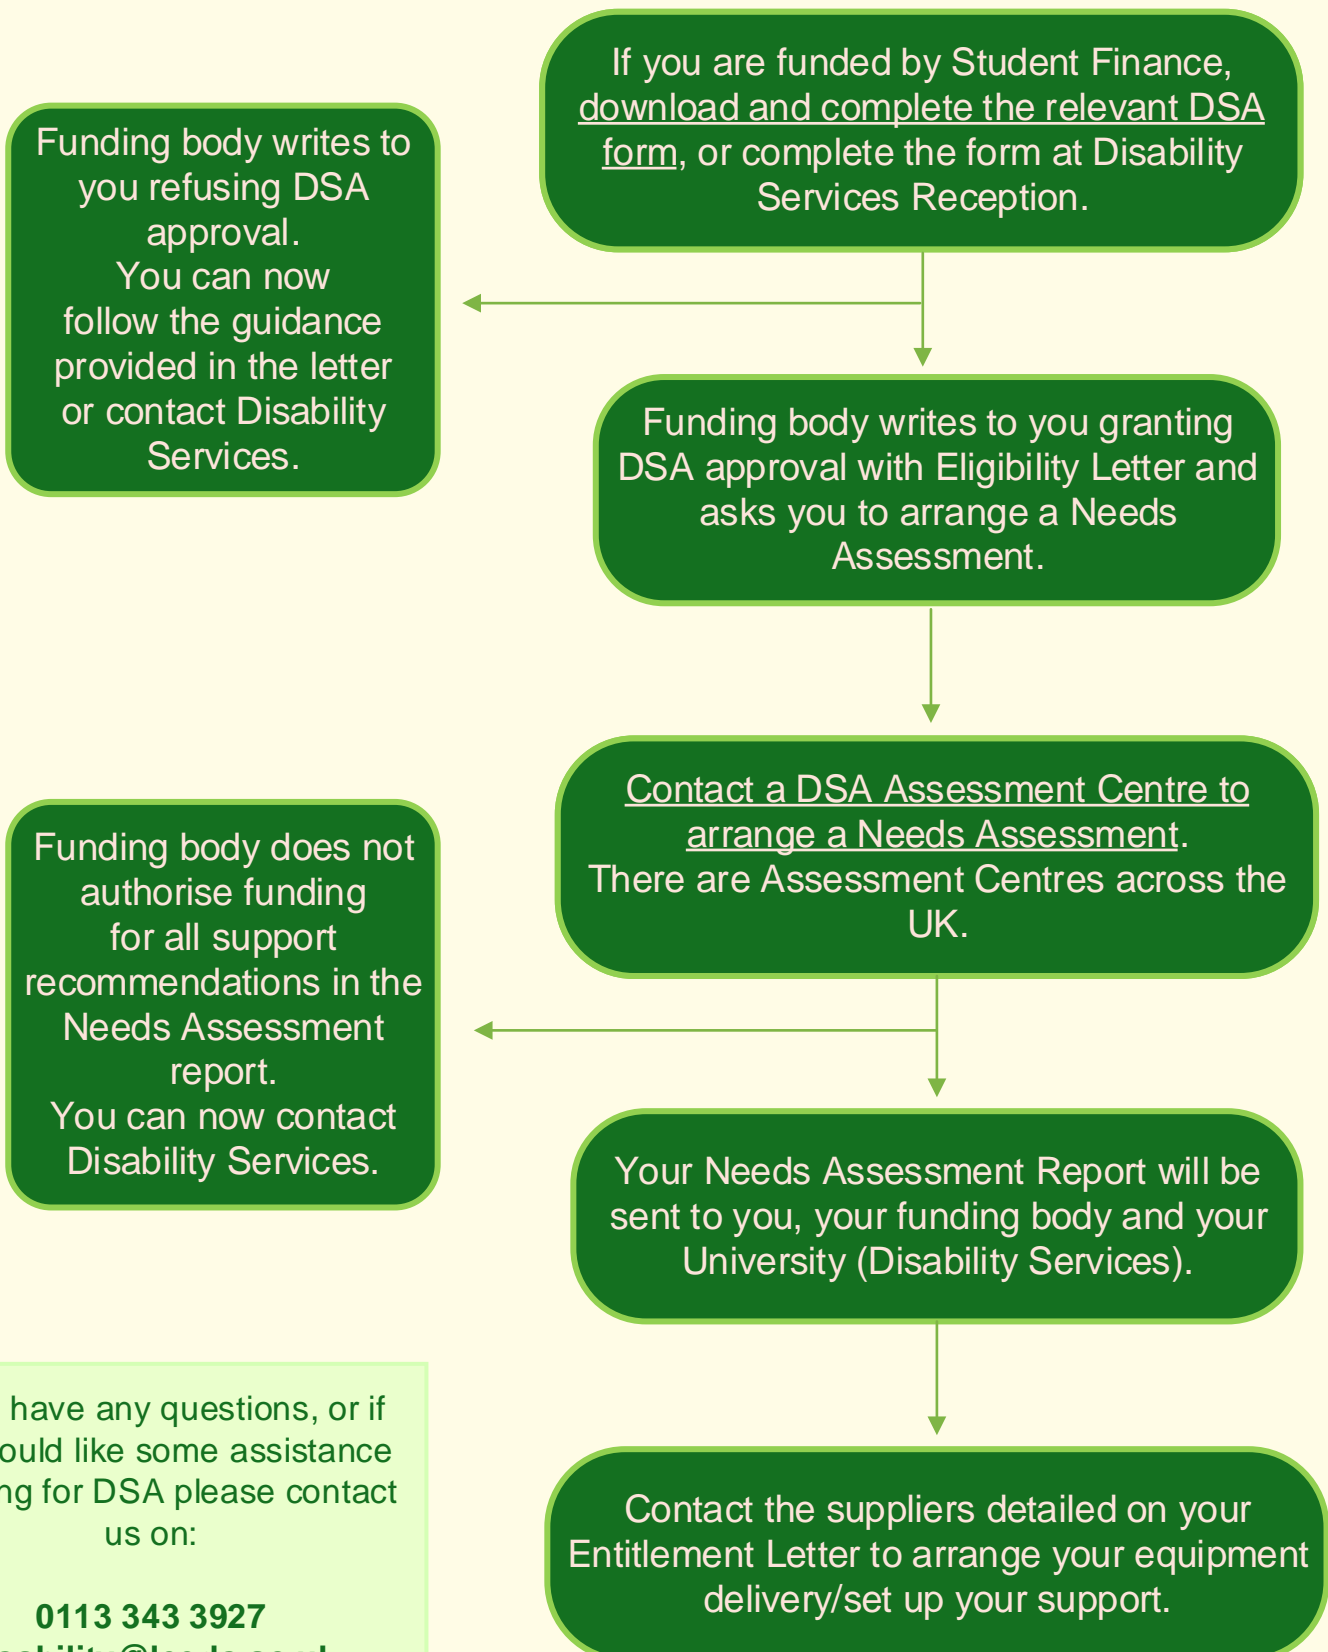 If you are funded by Student Finance,
download and complete the relevant DSA
form, or complete the form at Disability
Services Reception.
Funding body writes to
you refusing DSA
approval.
You can now
follow the guidance
provided in the letter
or contact Disability
Services.
Funding body writes to you granting
DSA approval with Eligibility Letter and
asks you to arrange a Needs
Assessment.
Contact a DSA Assessment Centre to
arrange a Needs Assessment.
There are Assessment Centres across the
UK.
Funding body does not
authorise funding
for all support
recommendations in the
Needs Assessment
report.
You can now contact
Disability Services.
Your Needs Assessment Report will be
sent to you, your funding body and your
University (Disability Services).
have any questions, or if
like some assistance
for DSA please contact
us on:
0113 343 3927
Contact the suppliers detailed on your
Entitlement Letter to arrange your equipment
delivery/set up your support.